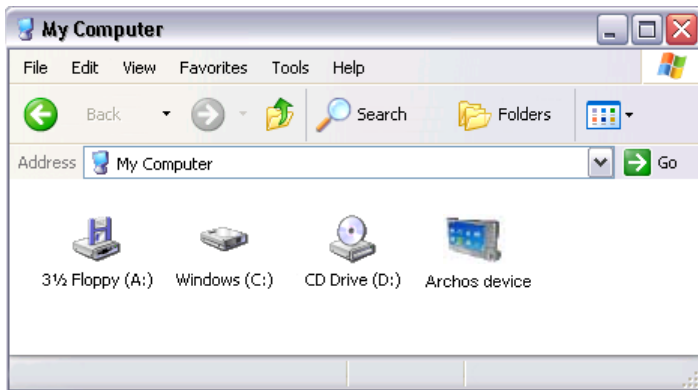 My Computer
File Edit View Favorites Tools Help
Back Search Folders
Address My Computer Go
3½ Floppy (A:) Windows (C:) CD Drive (D:) Archos device